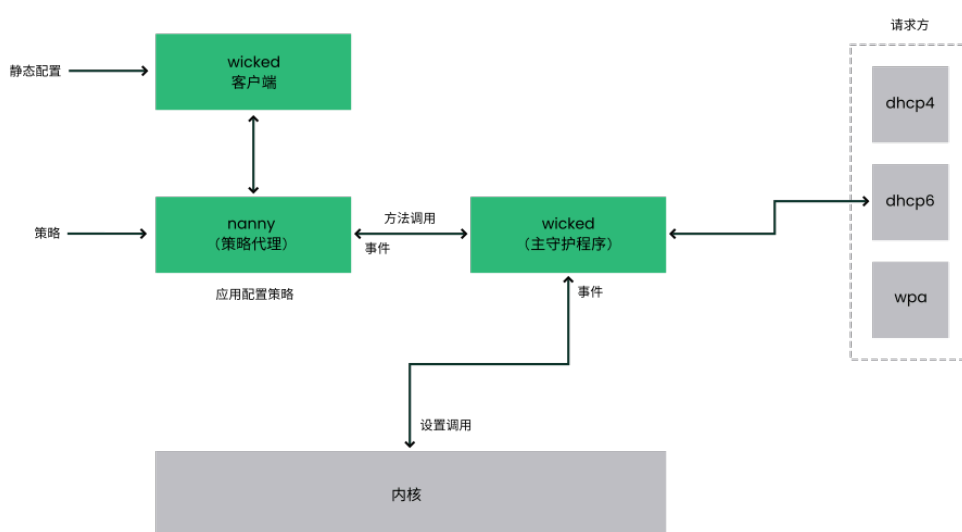 请求方
静态配置
wicked
客户端
dhcp4
策略
nanny
（策略代理）
方法调用
事件
wicked
（主守护程序）
dhcp6
应用配置策略
事件
wpa
设置调用
内核